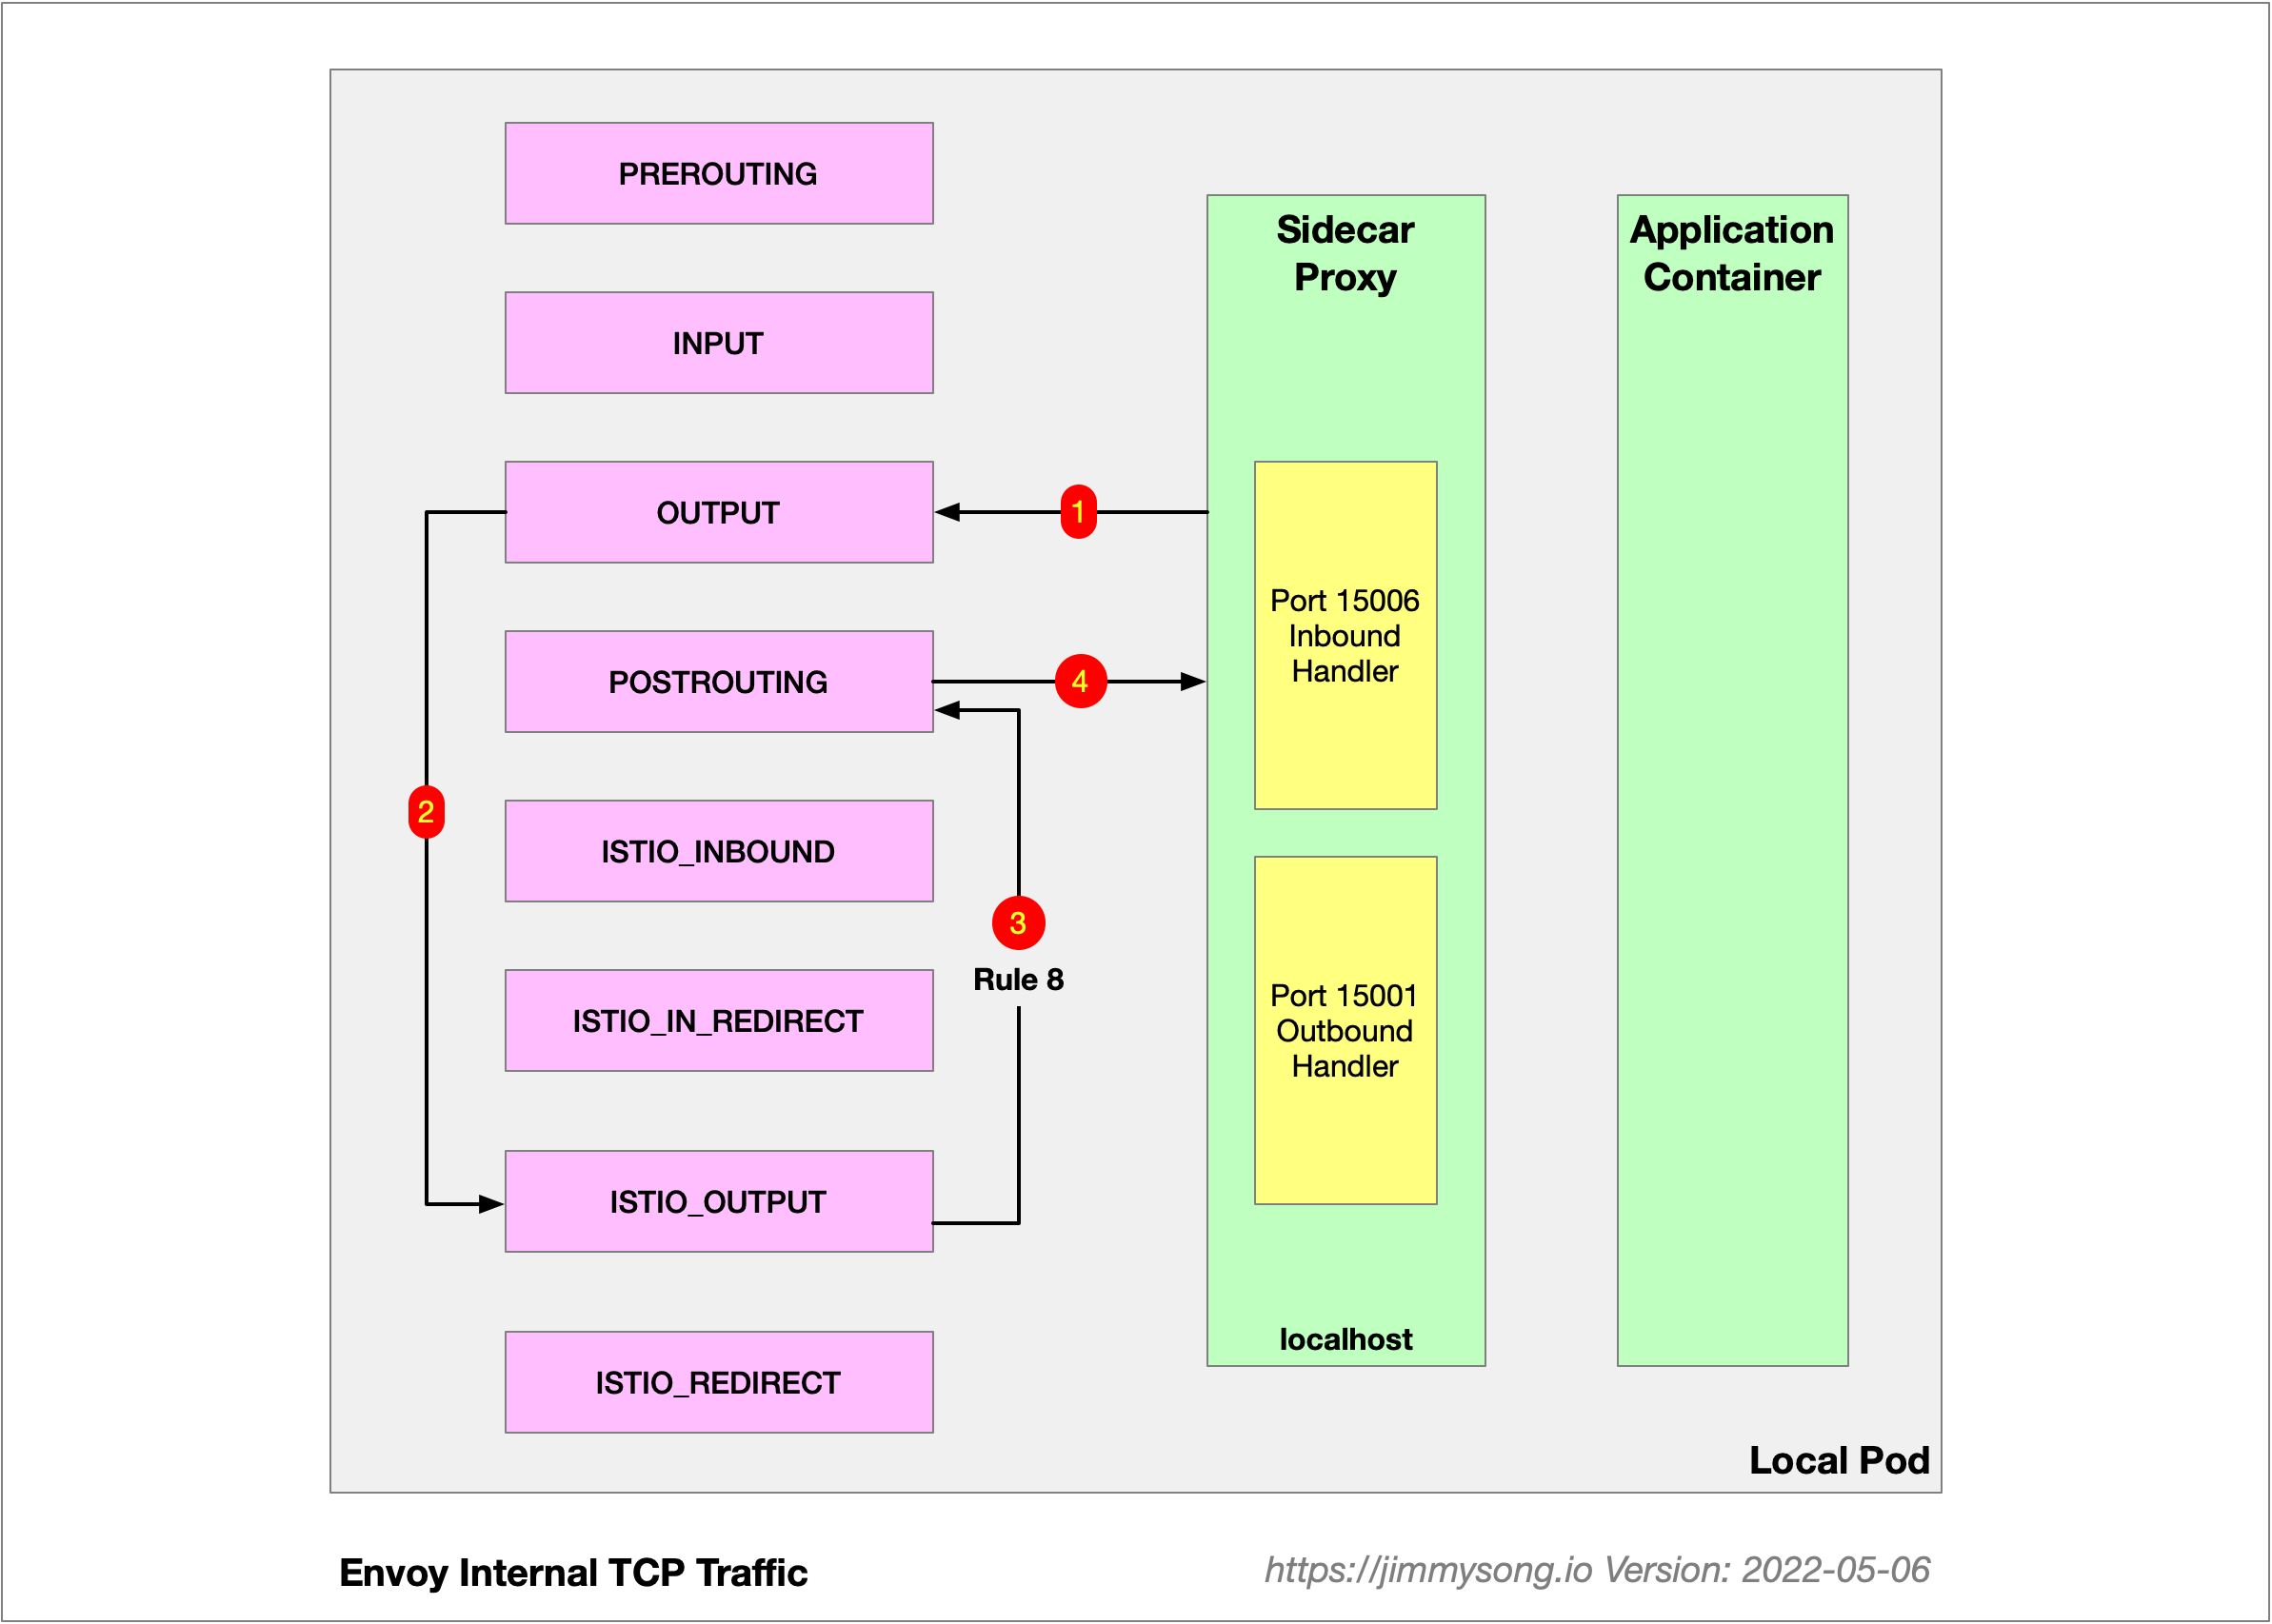 PREROUTING
INPUT
OUTPUT
POSTROUTING
ISTIO_INBOUND
ISTIO_IN_REDIRECT
ISTIO_OUTPUT
ISTIO_REDIRECT
1
2
3
Rule 8
4
Sidecar
Proxy
Port 15006
Inbound
Handler
Port 15001
Outbound
Handler
localhost
Application
Container
Local Pod
Envoy Internal TCP Traffic
https://jimmysong.io Version: 2022-05-06